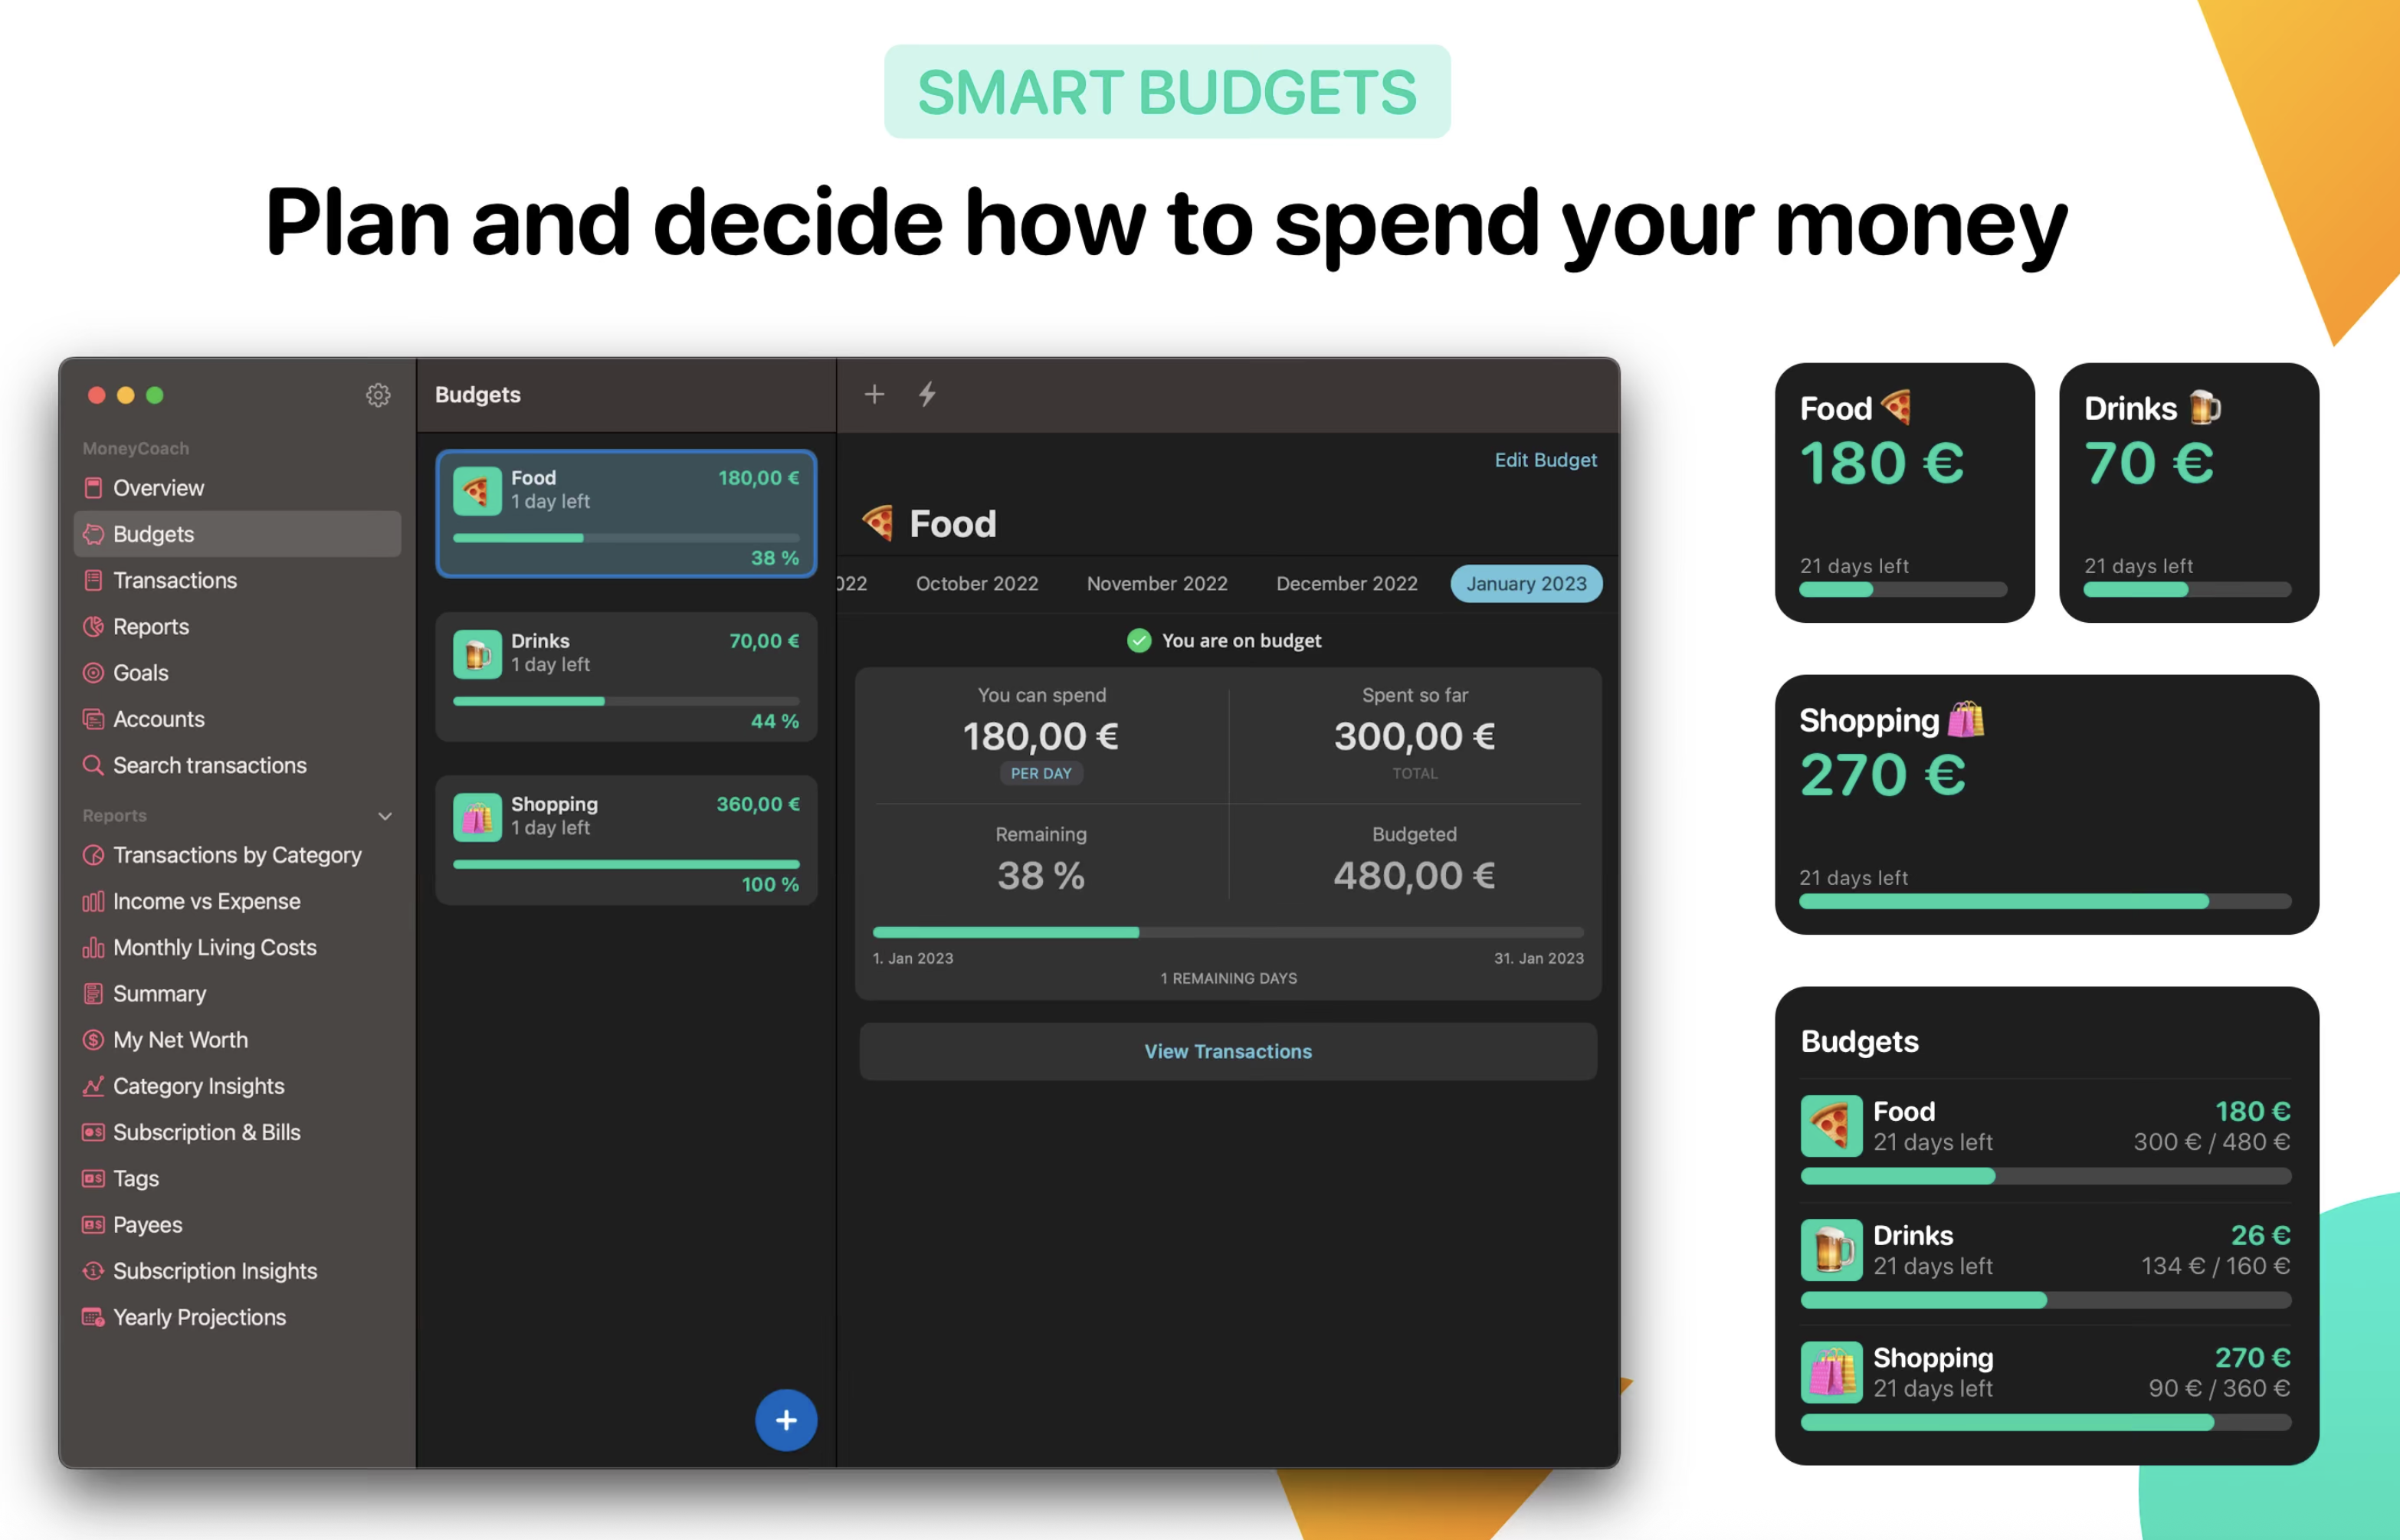 SMART BUDGETS
Plan and decide how to spend your money
MoneyCoach
Overview
Budgets
Transactions
Reports
Goals
Accounts
Search transactions
Reports
Transactions by Category
Income vs Expense
Monthly Living Costs
Summary
My Net Worth
Category Insights
Subscription & Bills
Tags
Payees
Subscription Insights
Yearly Projections
Budgets
Food 180,00 €
1 day left
38 %
Drinks 70,00 €
1 day left
44 %
Shopping 360,00 €
1 day left
100 %
Edit Budget
Food
022 October 2022 November 2022 December 2022 January 2023
You are on budget
You can spend
180,00 €
PER DAY
Spent so far
300,00 €
TOTAL
Remaining
38 %
Budgeted
480,00 €
1. Jan 2023 31. Jan 2023
1 REMAINING DAYS
View Transactions
Food
180 €
21 days left
Drinks
70 €
21 days left
Shopping
270 €
21 days left
Budgets
Food 180 €
21 days left 300 € / 480 €
Drinks 26 €
21 days left 134 € / 160 €
Shopping 270 €
21 days left 90 € / 360 €